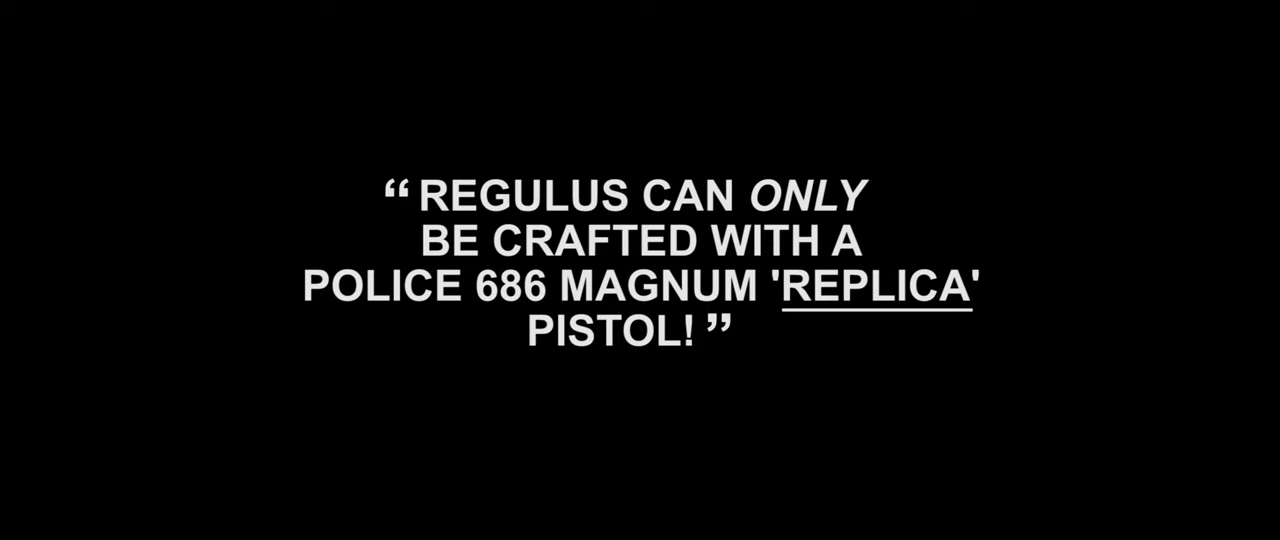 “ REGULUS CAN ONLY
BE CRAFTED WITH A
POLICE 686 MAGNUM 'REPLICA'
PISTOL! ”